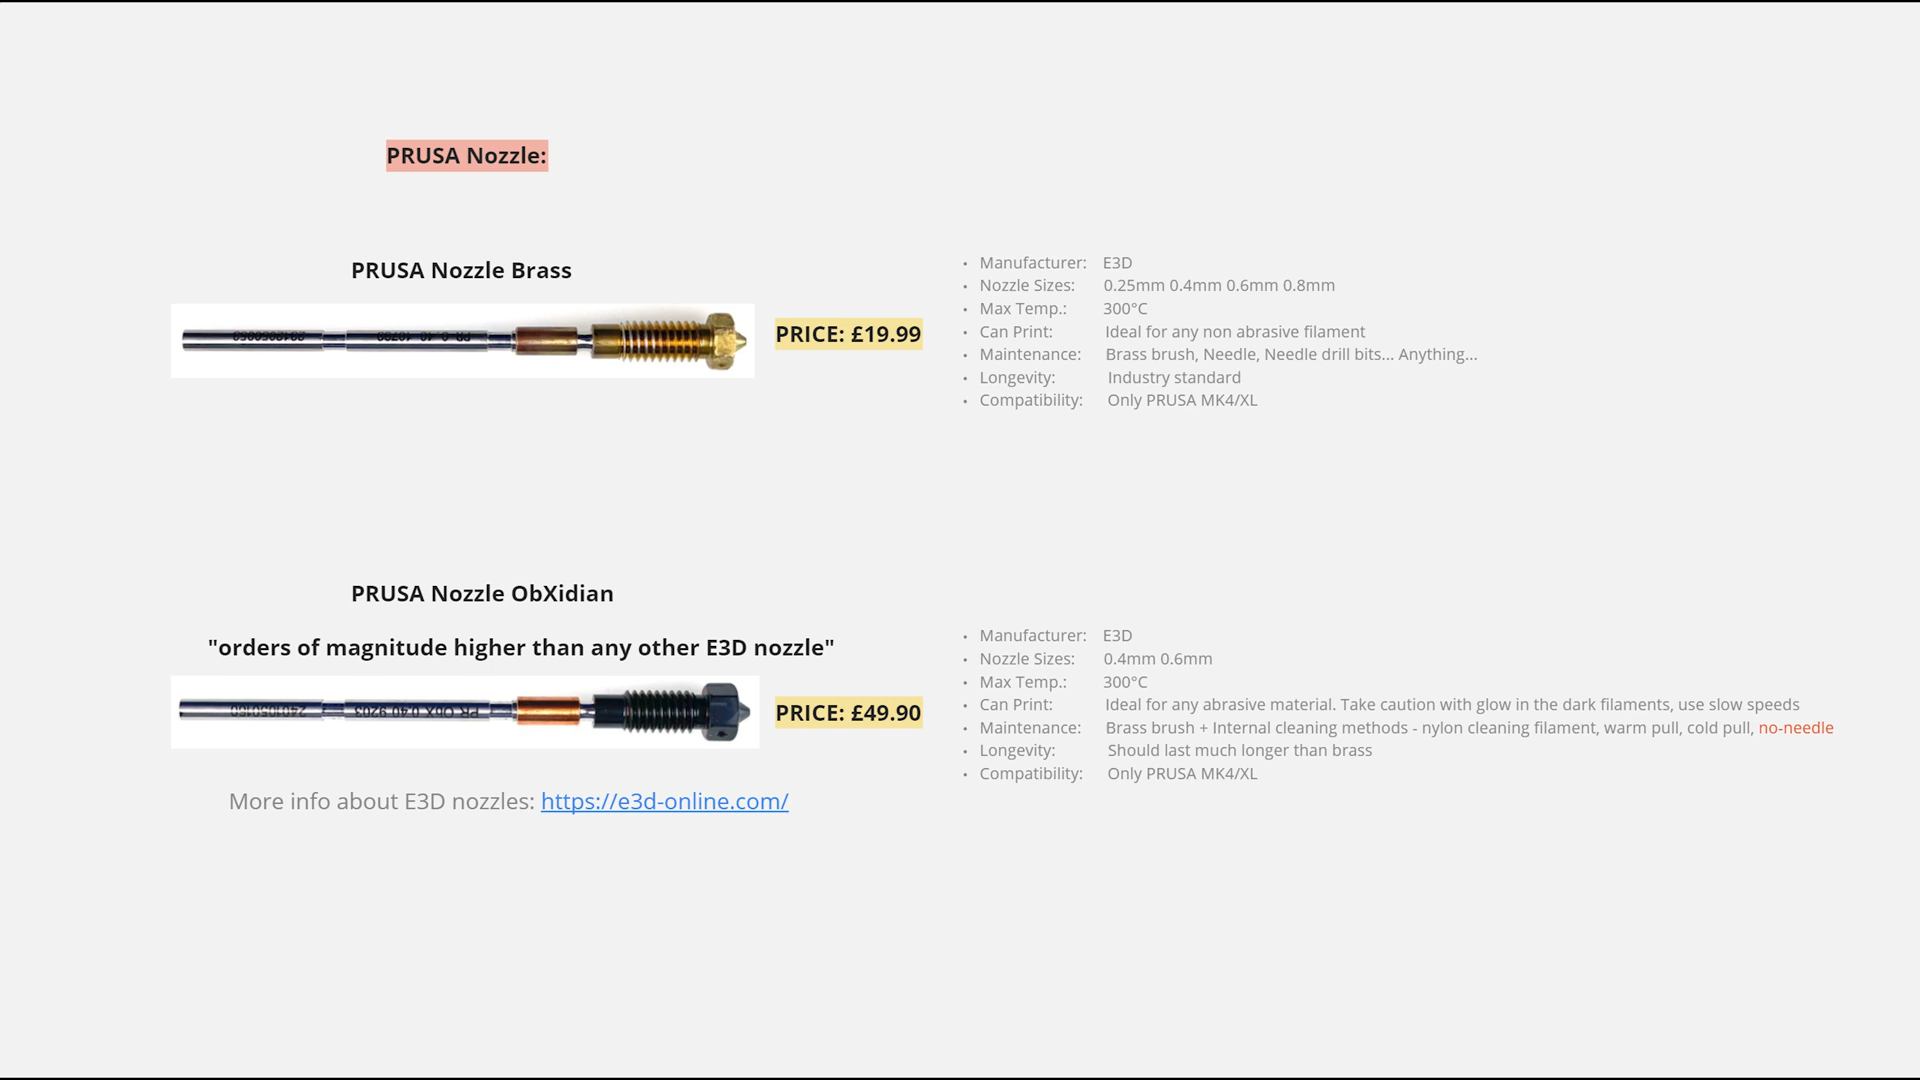 PRUSA Nozzle:
PRUSA Nozzle Brass
PRICE: £19.99
• Manufacturer: E3D
• Nozzle Sizes: 0.25mm 0.4mm 0.6mm 0.8mm
• Max Temp.: 300°C
• Can Print: Ideal for any non abrasive filament
• Maintenance: Brass brush, Needle, Needle drill bits... Anything...
• Longevity: Industry standard
• Compatibility: Only PRUSA MK4/XL
PRUSA Nozzle ObXidian
"orders of magnitude higher than any other E3D nozzle"
PR ObX 0.40 9203
PRICE: £49.90
• Manufacturer: E3D
• Nozzle Sizes: 0.4mm 0.6mm
• Max Temp.: 300°C
• Can Print: Ideal for any abrasive material. Take caution with glow in the dark filaments, use slow speeds
• Maintenance: Brass brush + Internal cleaning methods - nylon cleaning filament, warm pull, cold pull, no-needle
• Longevity: Should last much longer than brass
• Compatibility: Only PRUSA MK4/XL
More info about E3D nozzles: https://e3d-online.com/